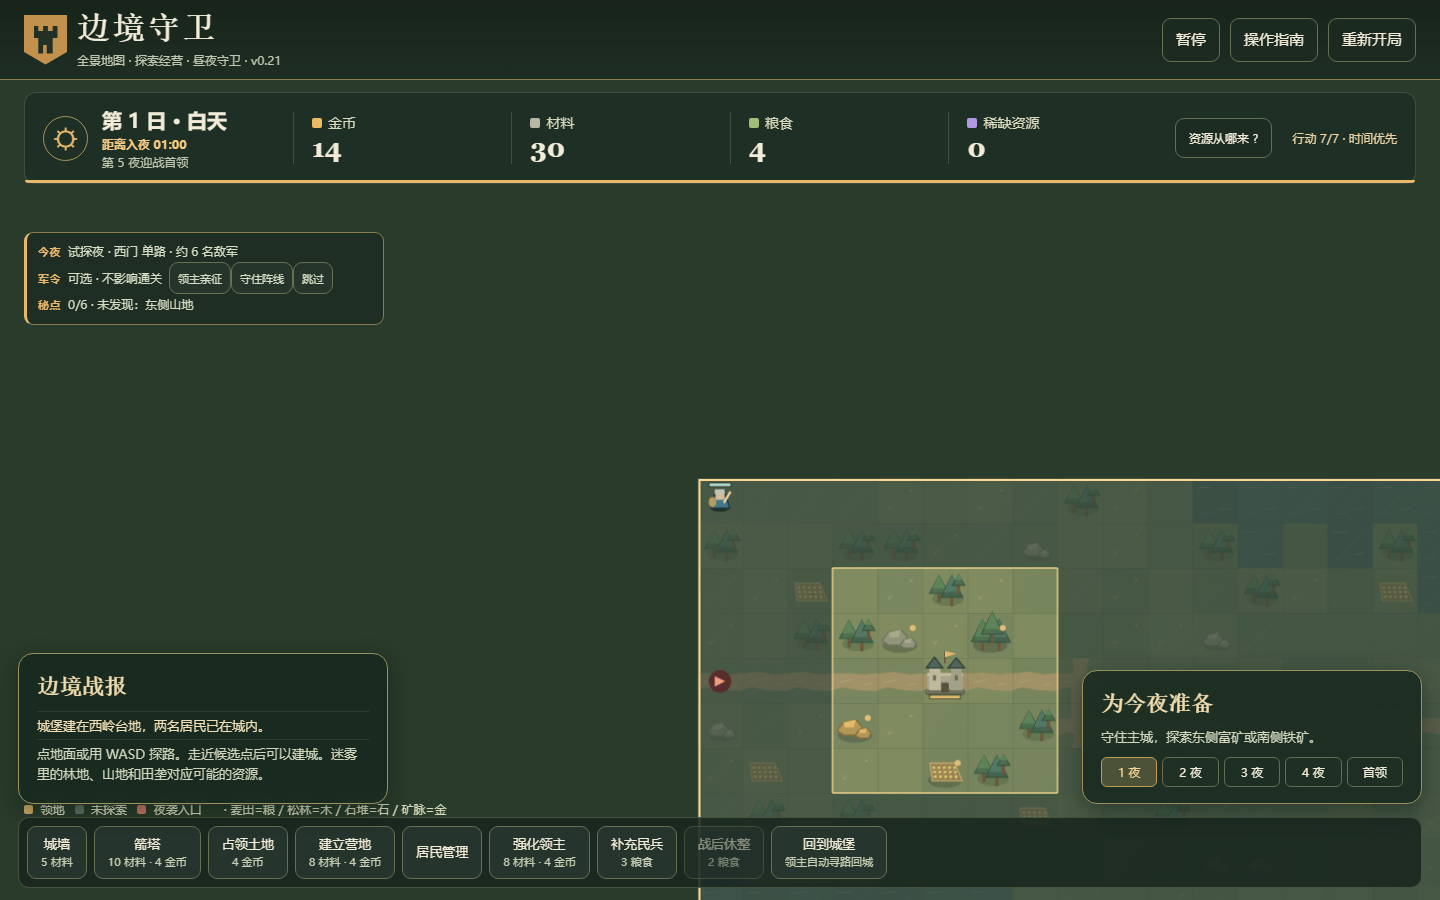 边境守卫
全景地图 · 探索经营 · 昼夜守卫 · v0.21
暂停
操作指南
重新开局
第 1 日 · 白天
距离入夜 01:00
第 5 夜迎战首领
金币
14
材料
30
粮食
4
稀缺资源
0
资源从哪来？
行动 7/7 · 时间优先
今夜 试探夜 · 西门 单路 · 约 6 名敌军
军令 可选 · 不影响通关 领主亲征 守住阵线 跳过
秘点 0/6 · 未发现：东侧山地
边境战报
城堡建在西岭台地，两名居民已在城内。
点地面或用 WASD 探路。走近候选点后可以建城。迷雾
里的林地、山地和田垄对应可能的资源。
为今夜准备
守住主城，探索东侧富矿或南侧铁矿。
1 夜
2 夜
3 夜
4 夜
首领
领地 未探索 夜袭入口 · 麦田=粮 / 松林=木 / 石堆=石 / 矿脉=金
城墙
5 材料
箭塔
10 材料 · 4 金币
占领土地
4 金币
建立营地
8 材料 · 4 金币
居民管理
强化领主
8 材料 · 4 金币
补充民兵
3 粮食
战后休整
2 粮食
回到城堡
领主自动寻路回城